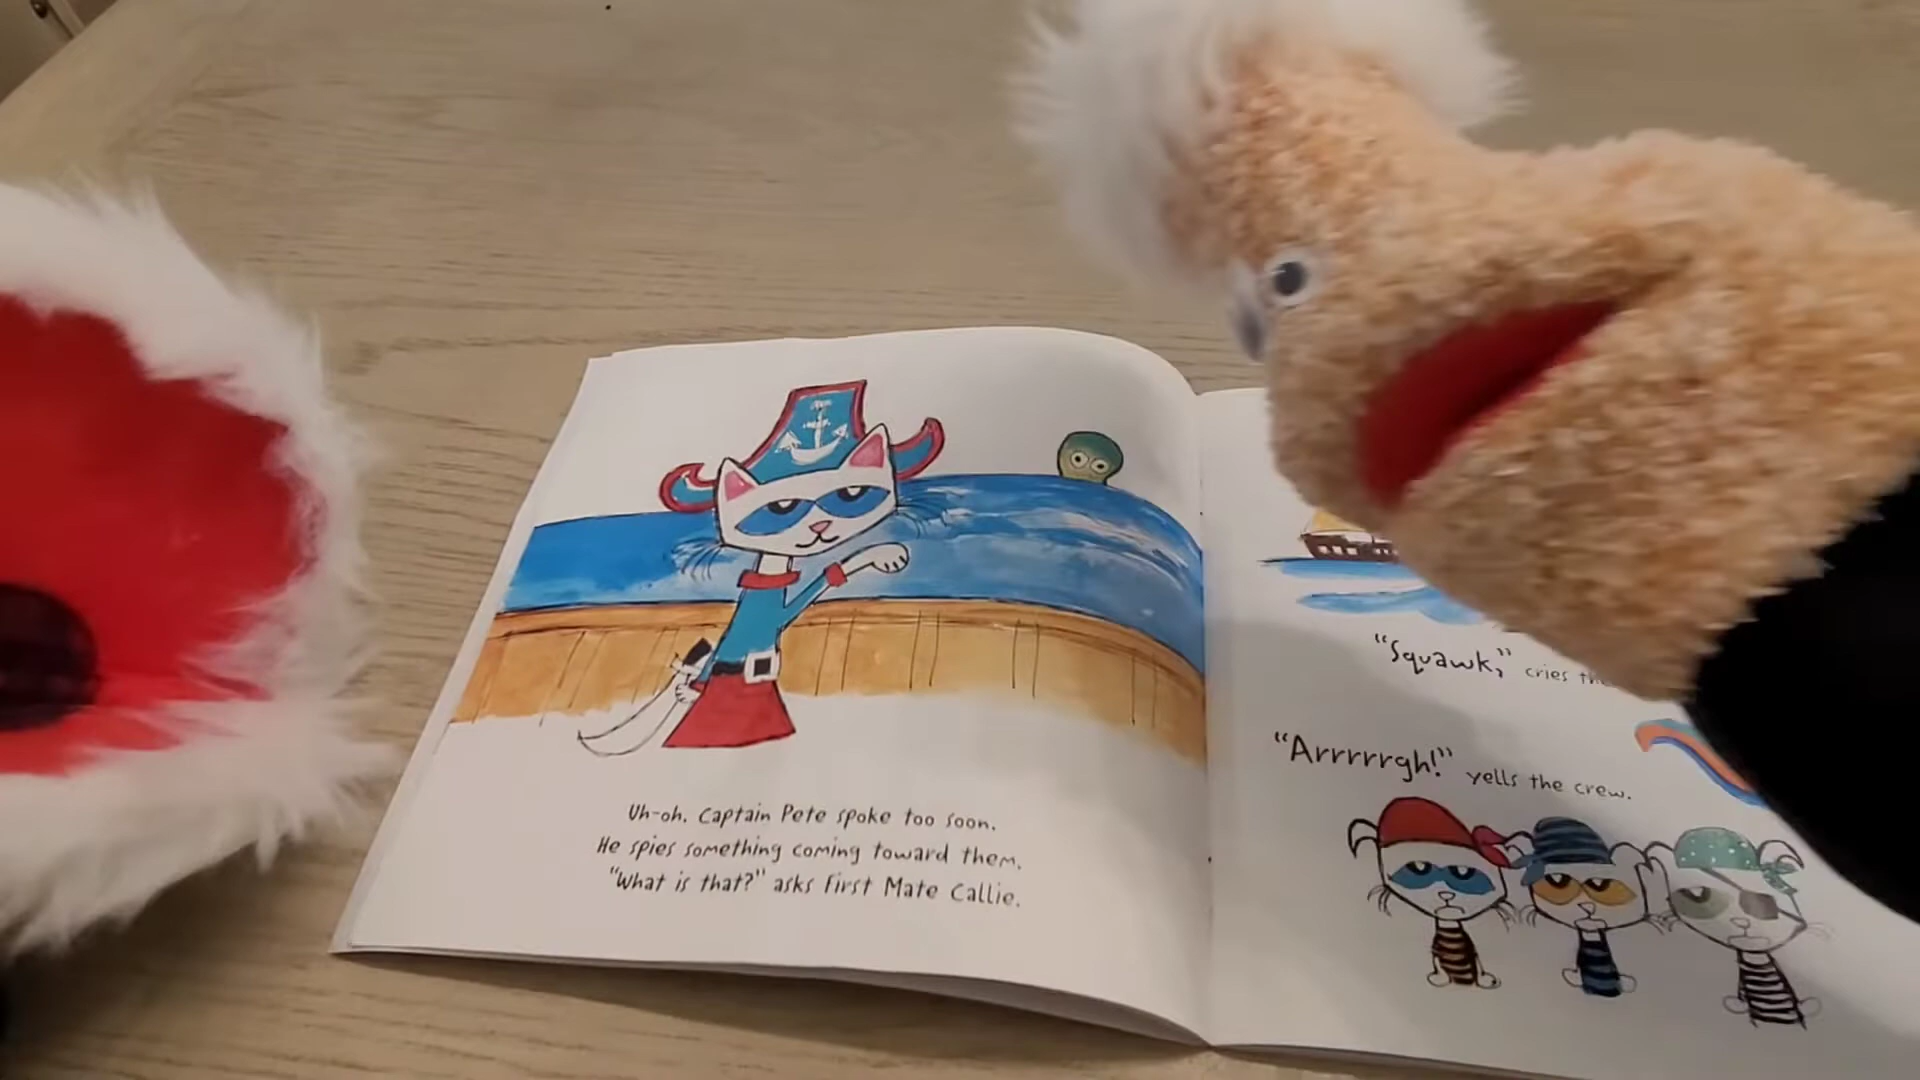 Uh-oh. Captain Pete spoke too soon.
He spies something coming toward them.
"What is that?" asks First Mate Callie.
"Squawk," cries
"Arrrrrgh!" yells the crew.